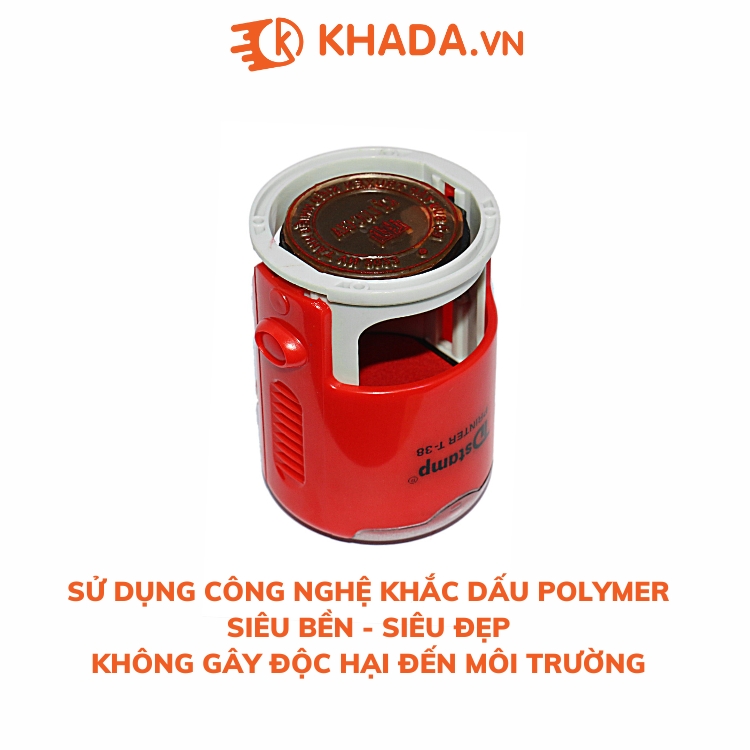 K KHADA.VN
Dstamp®
PRINTER T-38
SỬ DỤNG CÔNG NGHỆ KHẮC DẤU POLYMER
SIÊU BỀN - SIÊU ĐẸP
KHÔNG GÂY ĐỘC HẠI ĐẾN MÔI TRƯỜNG